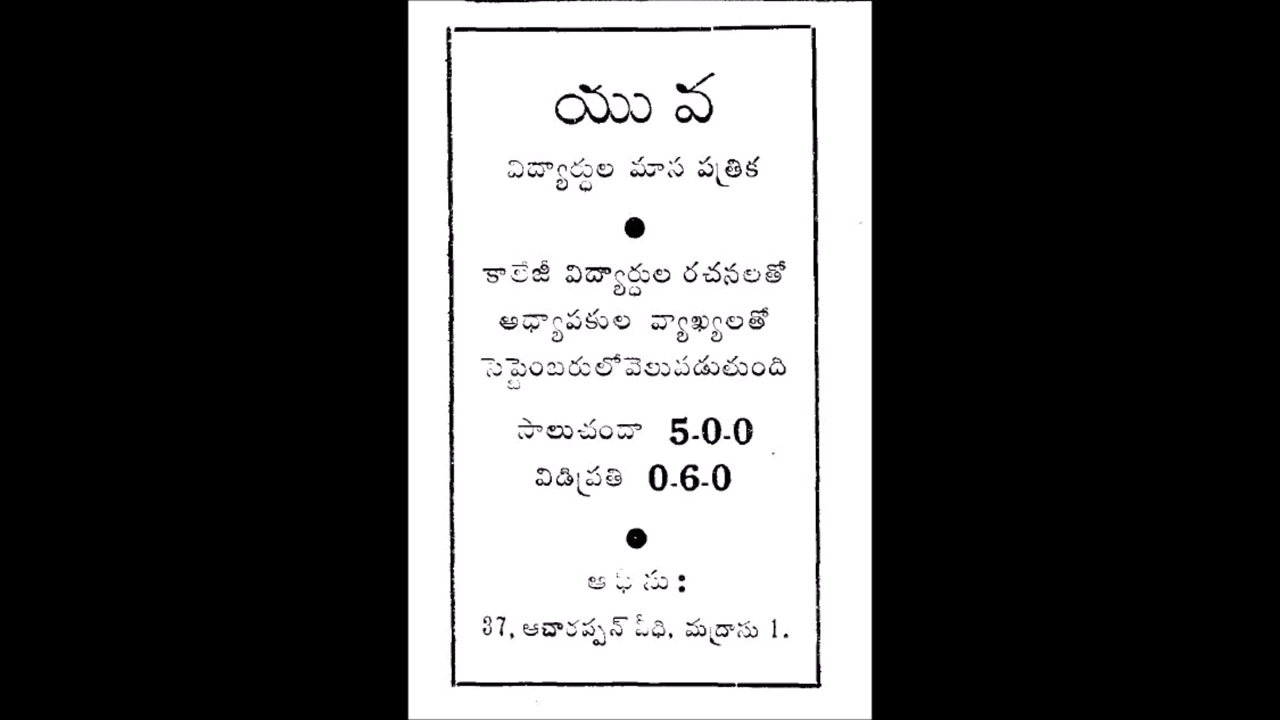 యు వ
విద్యార్థుల మాస పత్రిక
కాలేజీ విద్యార్థుల రచనలతో
అధ్యాపకుల వ్యాఖ్యలతో
సెప్టెంబరులోవెలువడుతుంది
సాలుచందా 5-0-0
విడిప్రతి 0-6-0
ఆఫీసు :
37, ఆచారప్పన్ వీధి, మద్రాసు 1.